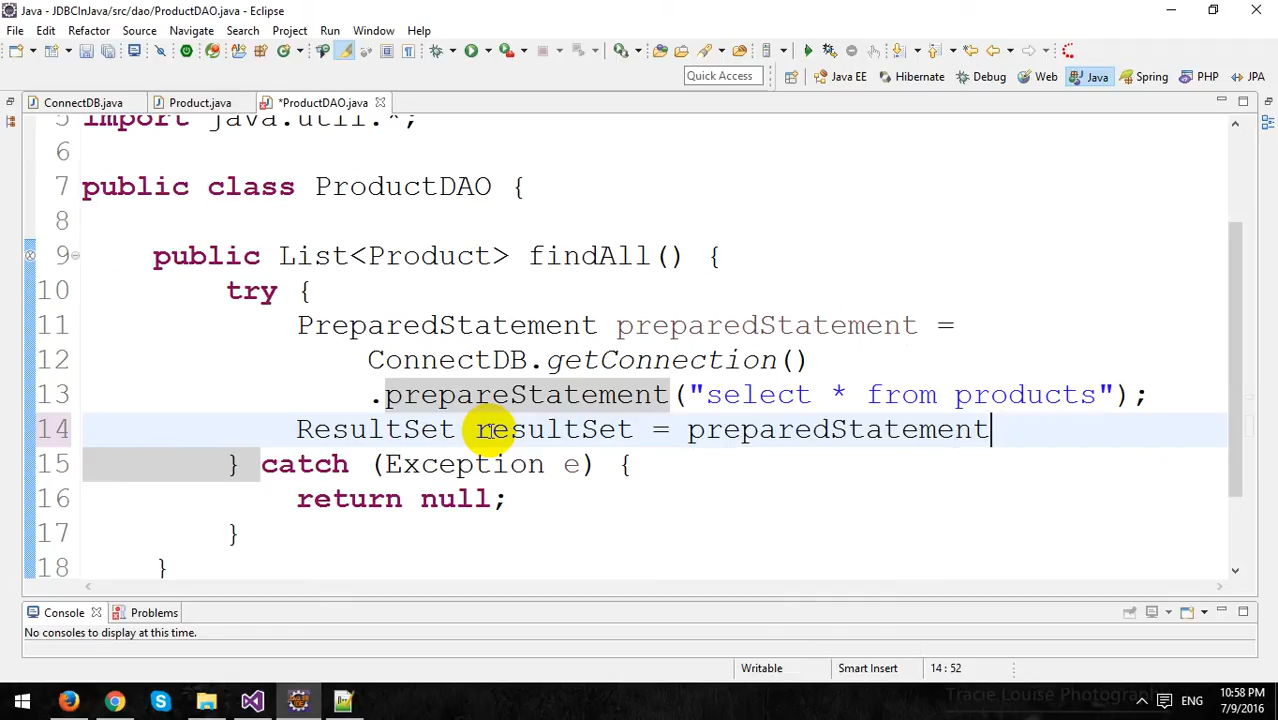 Java - JDBCInJava/src/dao/ProductDAO.java - Eclipse
File Edit Refactor Source Navigate Search Project Run Window Help
Quick Access Java EE Hibernate Debug Web Java Spring PHP JPA
ConnectDB.java Product.java *ProductDAO.java
5 import java.util.*;
6
7 public class ProductDAO {
8
9 public List<Product> findAll() {
10 try {
11 PreparedStatement preparedStatement =
12 ConnectDB.getConnection()
13 .prepareStatement("select * from products");
14 ResultSet resultSet = preparedStatement
15 } catch (Exception e) {
16 return null;
17 }
18 }
Console Problems
No consoles to display at this time.
Writable Smart Insert 14 : 52
Tracie Louise Photography
ENG
10:58 PM
7/9/2016